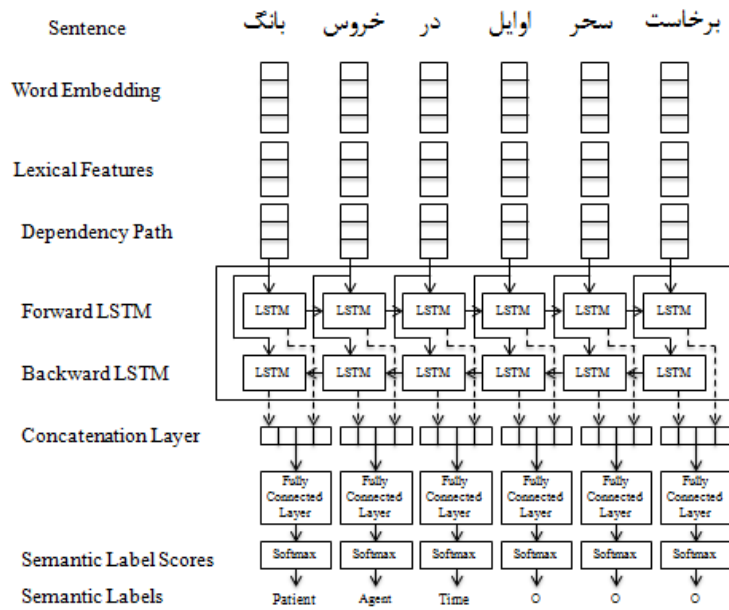 Sentence بانگ خروس در اوایل سحر برخاست
Word Embedding
Lexical Features
Dependency Path
Forward LSTM LSTM LSTM LSTM LSTM LSTM LSTM
Backward LSTM LSTM LSTM LSTM LSTM LSTM LSTM
Concatenation Layer
Fully Fully Fully Fully Fully Fully
Connected Connected Connected Connected Connected Connected
Layer Layer Layer Layer Layer Layer
Semantic Label Scores Softmax Softmax Softmax Softmax Softmax Softmax
Semantic Labels Patient Agent Time O O O